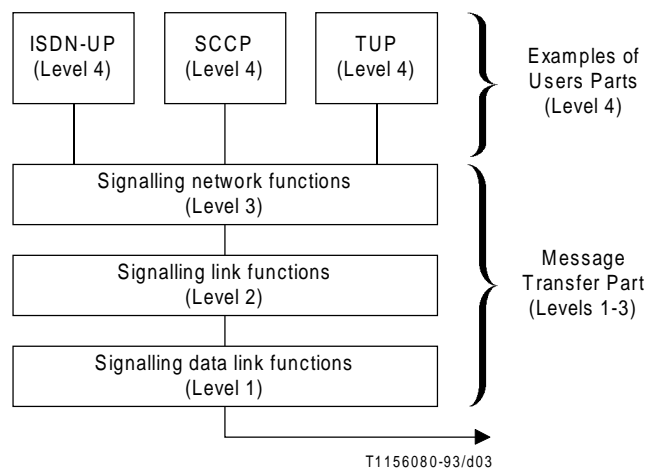 ISDN-UP
(Level 4)
SCCP
(Level 4)
TUP
(Level 4)
Examples of
Users Parts
(Level 4)
Signalling network functions
(Level 3)
Signalling link functions
(Level 2)
Message
Transfer Part
(Levels 1-3)
Signalling data link functions
(Level 1)
T1156080-93/d03